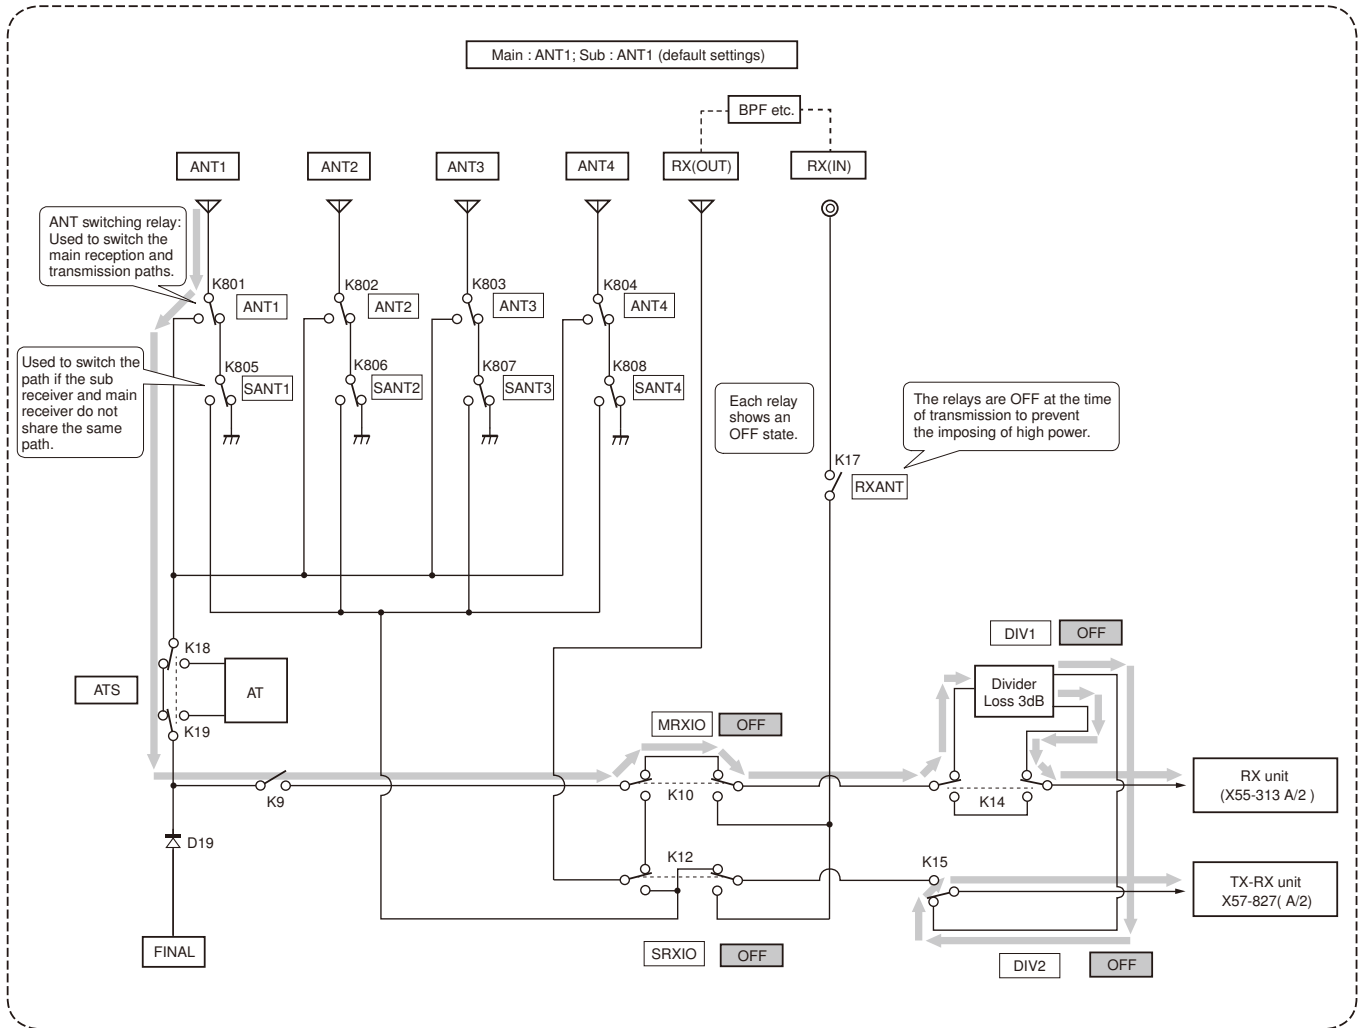 Main : ANT1; Sub : ANT1 (default settings)
BPF etc.
ANT1
ANT2
ANT3
ANT4
RX(OUT)
RX(IN)
ANT switching relay:
Used to switch the
main reception and
transmission paths.
K801
ANT1
K802
ANT2
K803
ANT3
K804
ANT4
Used to switch the
path if the sub
receiver and main
receiver do not
share the same
path.
K805
SANT1
K806
SANT2
K807
SANT3
K808
SANT4
Each relay
shows an
OFF state.
The relays are OFF at the time
of transmission to prevent
the imposing of high power.
K17
RXANT
K18
ATS
AT
K19
DIV1
OFF
Divider
Loss 3dB
MRXIO
OFF
K9
K10
K14
RX unit
(X55-313 A/2 )
D19
K12
K15
TX-RX unit
X57-827( A/2)
FINAL
SRXIO
OFF
DIV2
OFF